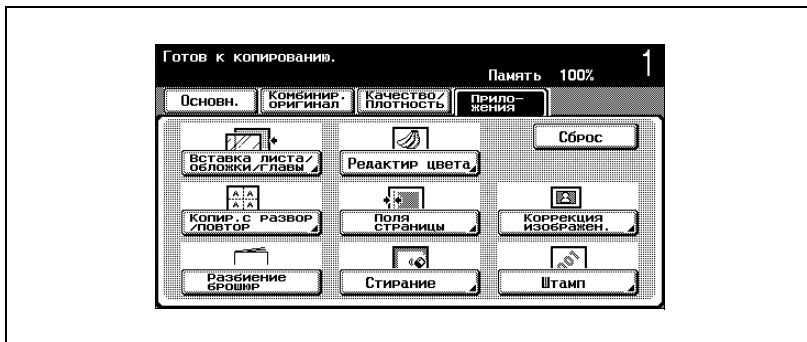 Готов к копированию.
1
Память 100%
Основн.
Комбинир.
оригинал
Качество/
Плотность
Прило-
жения
Сброс
Вставка листа/
обложки/главы
Редактир цвета
A A
A A
Копир.с развор
/повтор
Поля
страницы
Коррекция
изображен.
001
Разбиение
брошюр
Стирание
Штамп